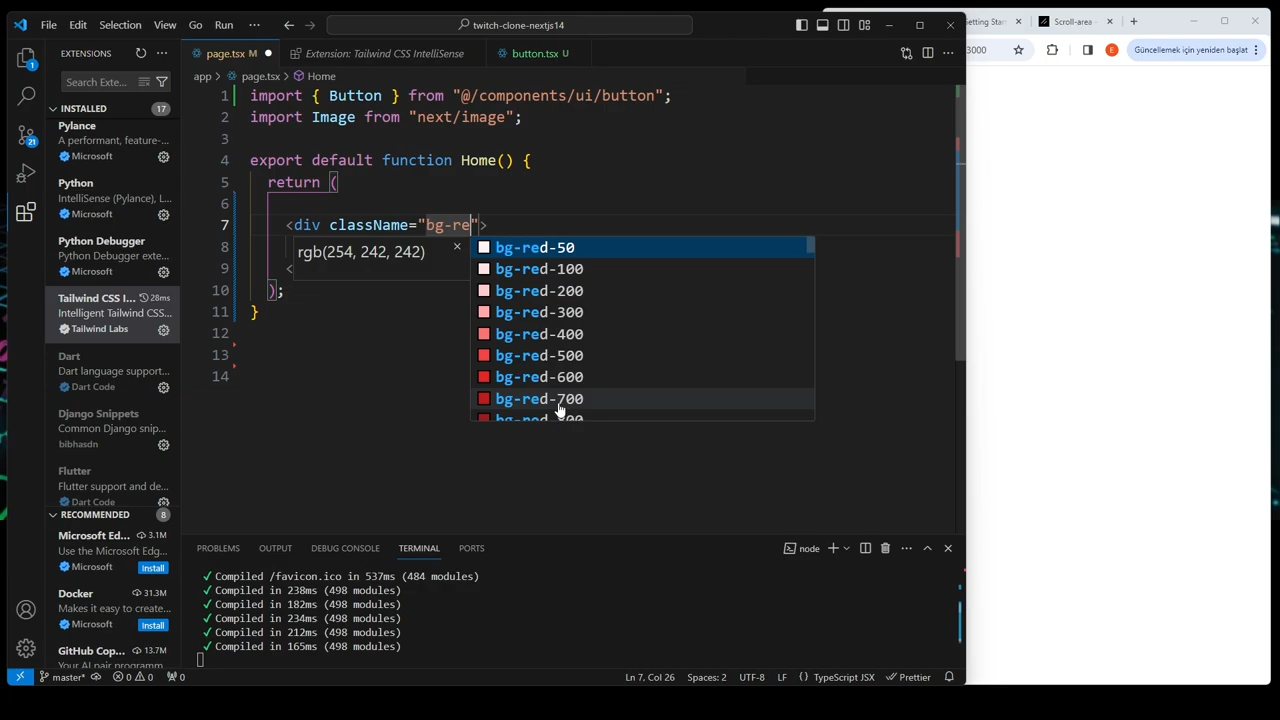 File Edit Selection View Go Run ··· twitch-clone-nextjs14
EXTENSIONS
page.tsx M
Extension: Tailwind CSS IntelliSense
button.tsx U
etting Star
Scroll-area -
3000
E
Güncellemek için yeniden başlat
Search Exte...
app > page.tsx > Home
INSTALLED 17
Pylance
A performant, feature-...
Microsoft
Python
IntelliSense (Pylance), L...
Microsoft
Python Debugger
Python Debugger exte...
Microsoft
Tailwind CSS I... 28ms
Intelligent Tailwind CSS...
Tailwind Labs
Dart
Dart language support...
Dart Code
Django Snippets
Common Django snip...
bibhasdn
Flutter
Flutter support and de...
Dart Code
RECOMMENDED 8
Microsoft Ed... 3.1M
Use the Microsoft Edg...
Microsoft Install
Docker 31.3M
Makes it easy to create...
Microsoft Install
GitHub Cop... 13.7M
Your AI pair programm...
1 import { Button } from "@/components/ui/button";
2 import Image from "next/image";
3
4 export default function Home() {
5 return (
6
7 <div className="bg-re">
8
9 <
10 );
11 }
12
13
14
rgb(254, 242, 242)
bg-red-50
bg-red-100
bg-red-200
bg-red-300
bg-red-400
bg-red-500
bg-red-600
bg-red-700
PROBLEMS OUTPUT DEBUG CONSOLE TERMINAL PORTS
node
✓ Compiled /favicon.ico in 537ms (484 modules)
✓ Compiled in 238ms (498 modules)
✓ Compiled in 182ms (498 modules)
✓ Compiled in 234ms (498 modules)
✓ Compiled in 212ms (498 modules)
✓ Compiled in 165ms (498 modules)
1
21
master* 0 0 0
Ln 7, Col 26 Spaces: 2 UTF-8 LF { } TypeScript JSX Prettier